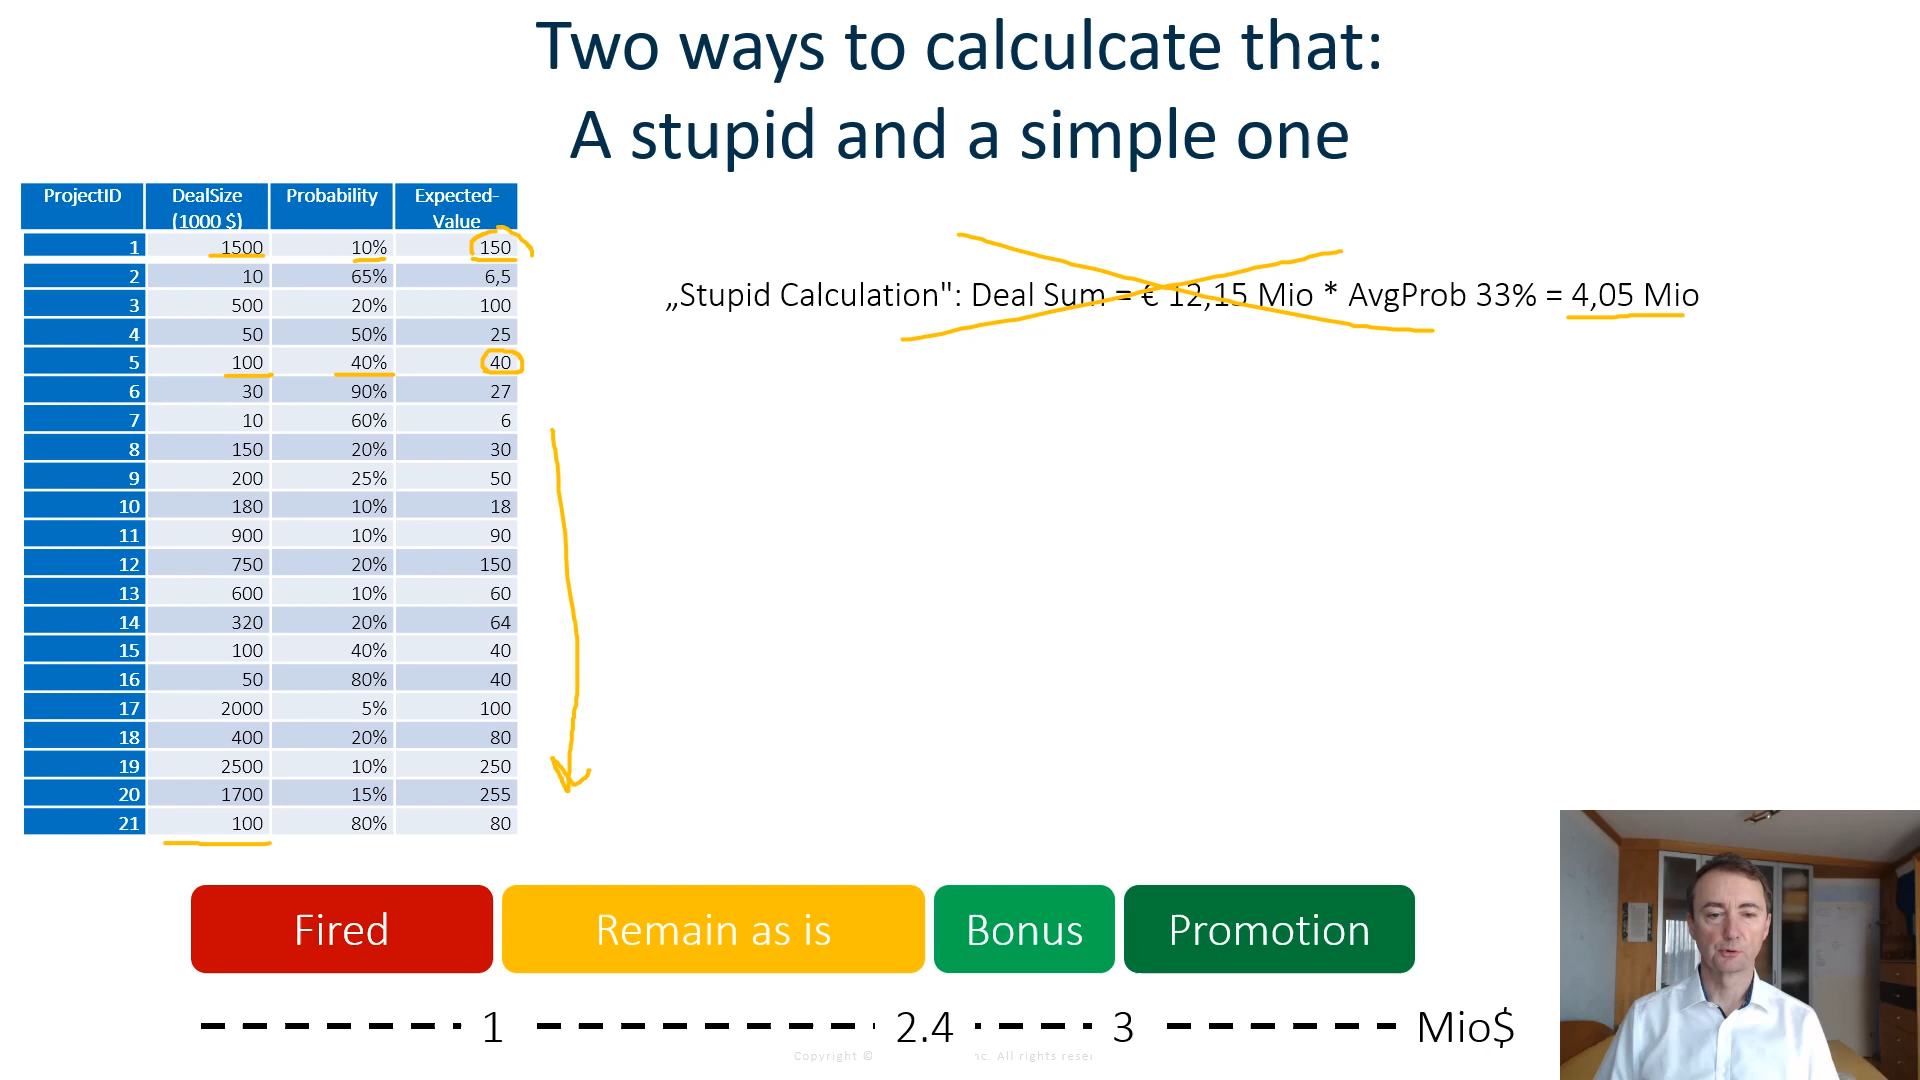 Two ways to calculcate that:
A stupid and a simple one
ProjectID DealSize (1000 $) Probability Expected-Value
1 1500 10% 150
2 10 65% 6,5
3 500 20% 100
4 50 50% 25
5 100 40% 40
6 30 90% 27
7 10 60% 6
8 150 20% 30
9 200 25% 50
10 180 10% 18
11 900 10% 90
12 750 20% 150
13 600 10% 60
14 320 20% 64
15 100 40% 40
16 50 80% 40
17 2000 5% 100
18 400 20% 80
19 2500 10% 250
20 1700 15% 255
21 100 80% 80
„Stupid Calculation": Deal Sum = € 12,15 Mio * AvgProb 33% = 4,05 Mio
Fired Remain as is Bonus Promotion
1 2.4 3 Mio$
Copyright © nc. All rights